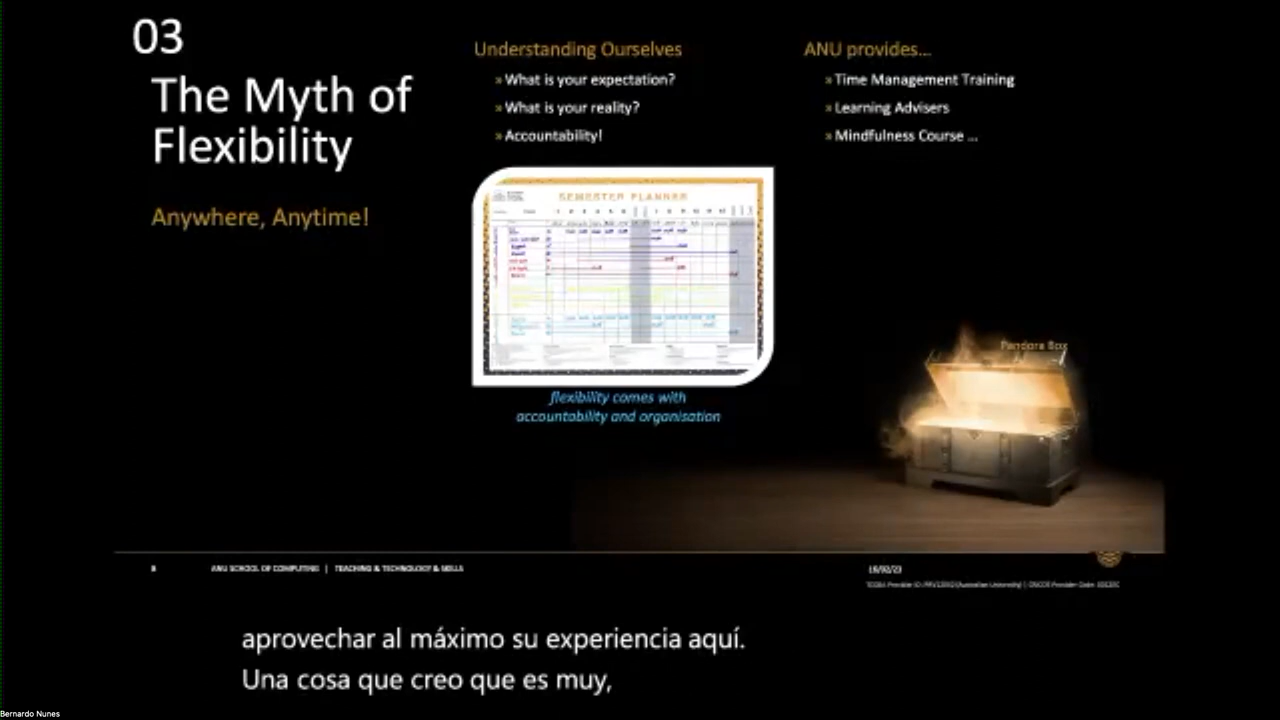 03
The Myth of
Flexibility
Anywhere, Anytime!
Understanding Ourselves
» What is your expectation?
» What is your reality?
» Accountability!
ANU provides...
» Time Management Training
» Learning Advisers
» Mindfulness Course ...
SEMESTER PLANNER
flexibility comes with
accountability and organisation
Pandora Box
ANU SCHOOL OF COMPUTING | TEACHING & TECHNOLOGY & SKILLS
aprovechar al máximo su experiencia aquí.
Una cosa que creo que es muy,
Bernardo Nunes